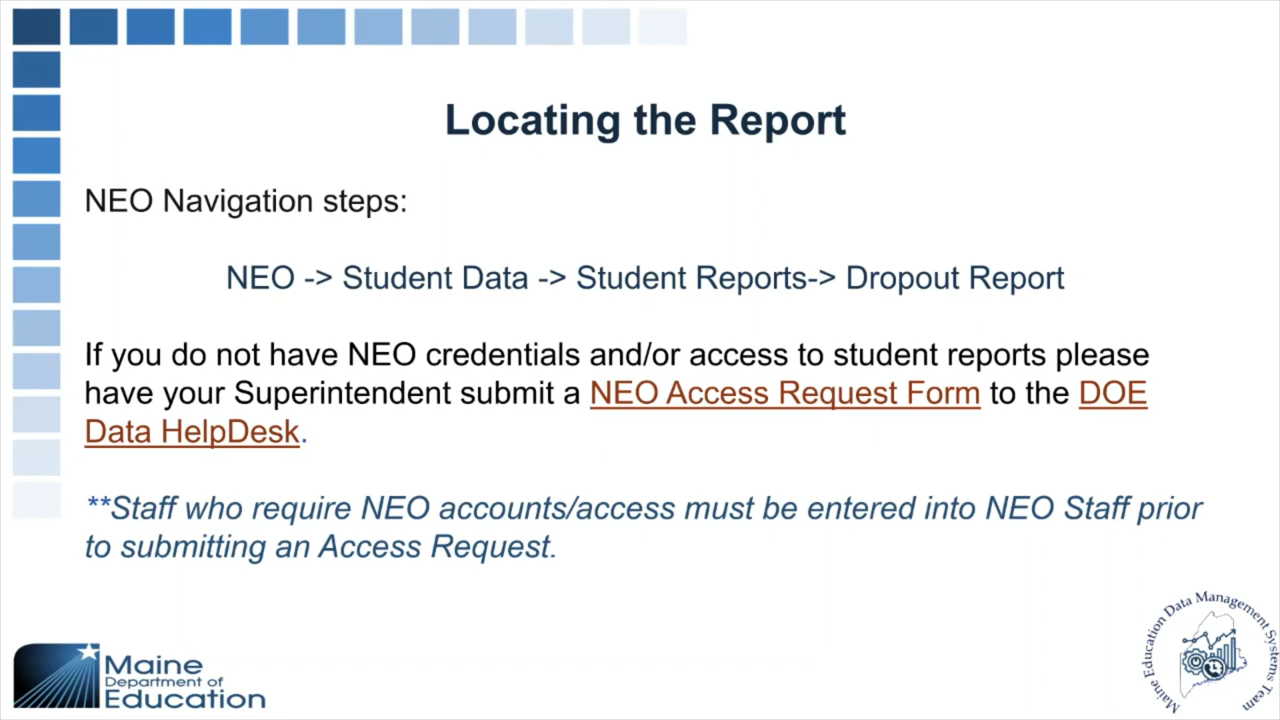 Locating the Report
NEO Navigation steps:
NEO -> Student Data -> Student Reports-> Dropout Report
If you do not have NEO credentials and/or access to student reports please
have your Superintendent submit a NEO Access Request Form to the DOE
Data HelpDesk.
**Staff who require NEO accounts/access must be entered into NEO Staff prior
to submitting an Access Request.
Maine
Department of
Education
Maine Education Data Management Systems Team